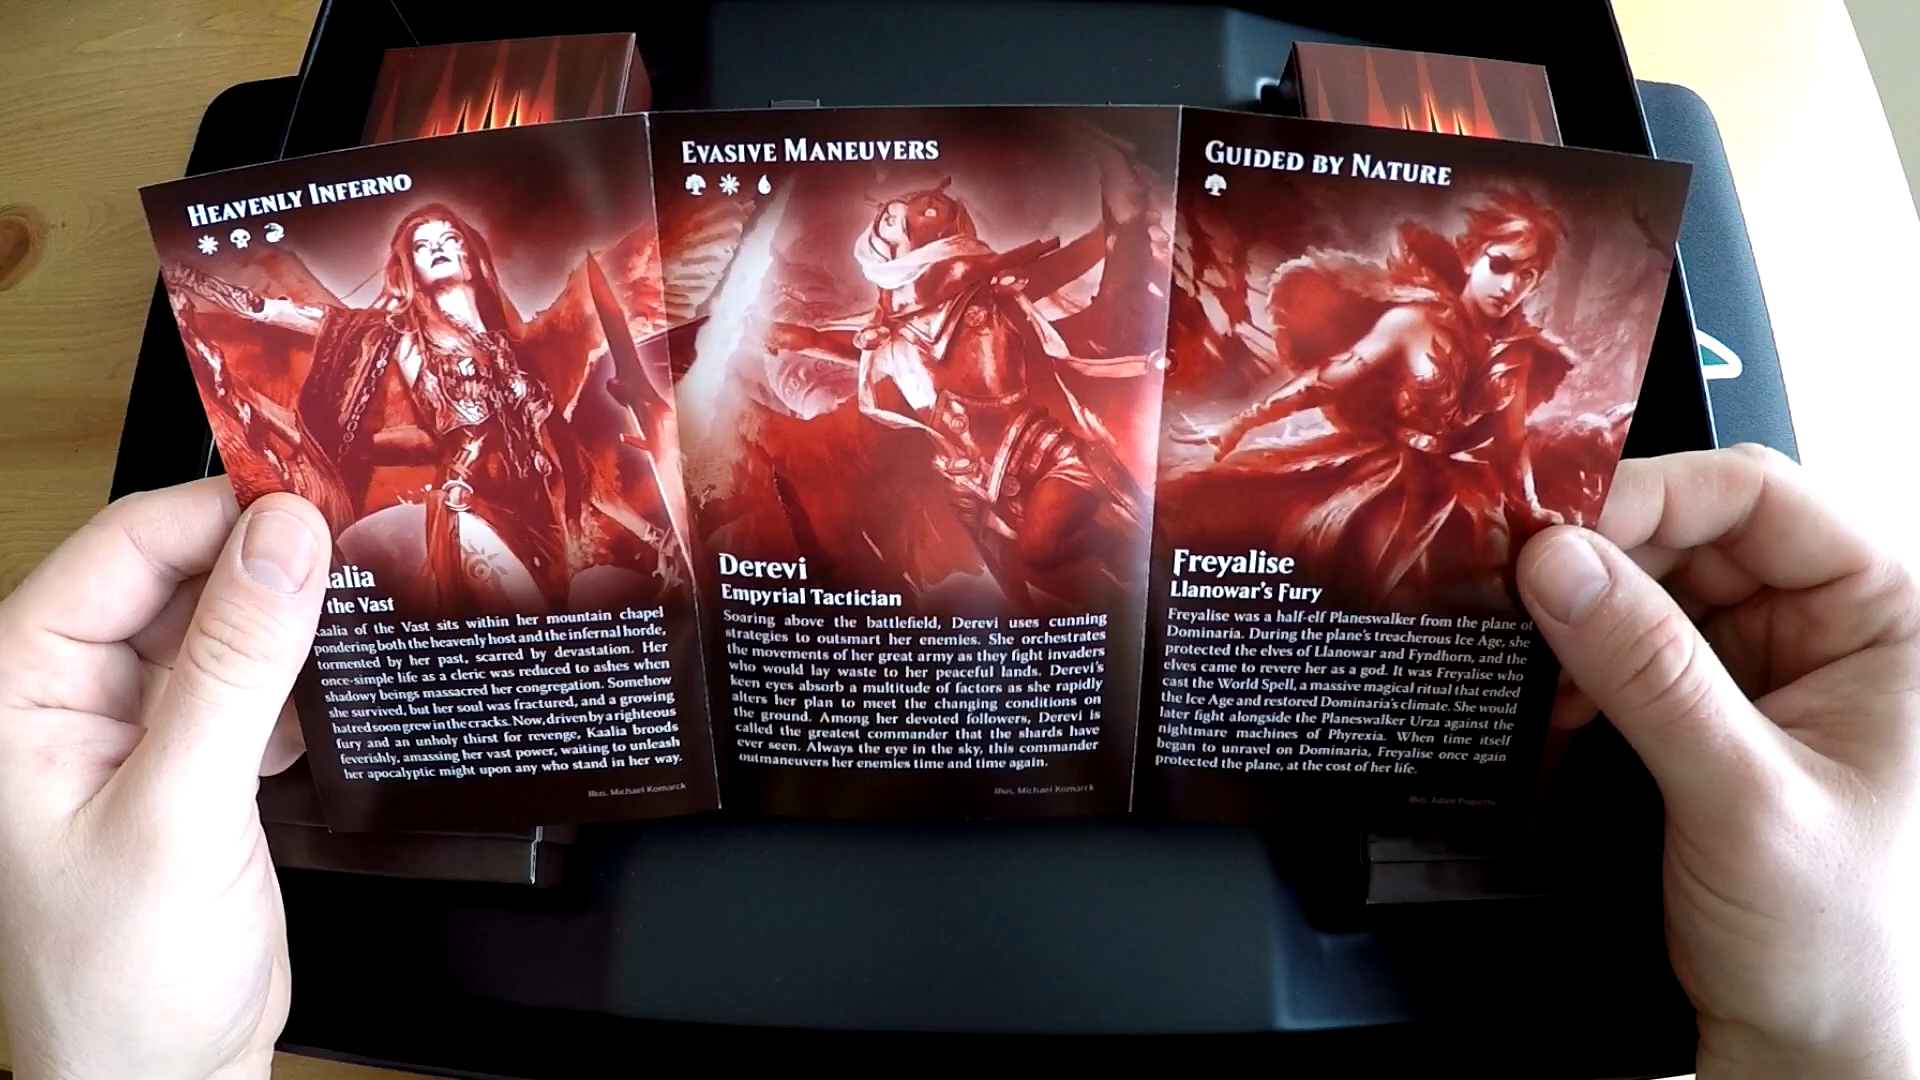 HEAVENLY INFERNO
alia
the Vast
aalia of the Vast sits within her mountain chapel
pondering both the heavenly host and the infernal horde,
tormented by her past, scarred by devastation. Her
once-simple life as a cleric was reduced to ashes when
shadowy beings massacred her congregation. Somehow
she survived, but her soul was fractured, and a growing
hatred soon grew in the cracks. Now, driven by a righteous
fury and an unholy thirst for revenge, Kaalia broods
feverishly, amassing her vast power, waiting to unleash
her apocalyptic might upon any who stand in her way.
Illus. Michael Komarck
EVASIVE MANEUVERS
Derevi
Empyrial Tactician
Soaring above the battlefield, Derevi uses cunning
strategies to outsmart her enemies. She orchestrates
the movements of her great army as they fight invaders
who would lay waste to her peaceful lands. Derevi's
keen eyes absorb a multitude of factors as she rapidly
alters her plan to meet the changing conditions on
the ground. Among her devoted followers, Derevi is
called the greatest commander that the shards have
ever seen. Always the eye in the sky, this commander
outmaneuvers her enemies time and time again.
Illus. Michael Komarck
GUIDED BY NATURE
Freyalise
Llanowar's Fury
Freyalise was a half-elf Planeswalker from the plane of
Dominaria. During the plane's treacherous Ice Age, she
protected the elves of Llanowar and Fyndhorn, and the
elves came to revere her as a god. It was Freyalise who
cast the World Spell, a massive magical ritual that ended
the Ice Age and restored Dominaria's climate. She would
later fight alongside the Planeswalker Urza against the
nightmare machines of Phyrexia. When time itself
began to unravel on Dominaria, Freyalise once again
protected the plane, at the cost of her life.
Illus. Adam Paquette